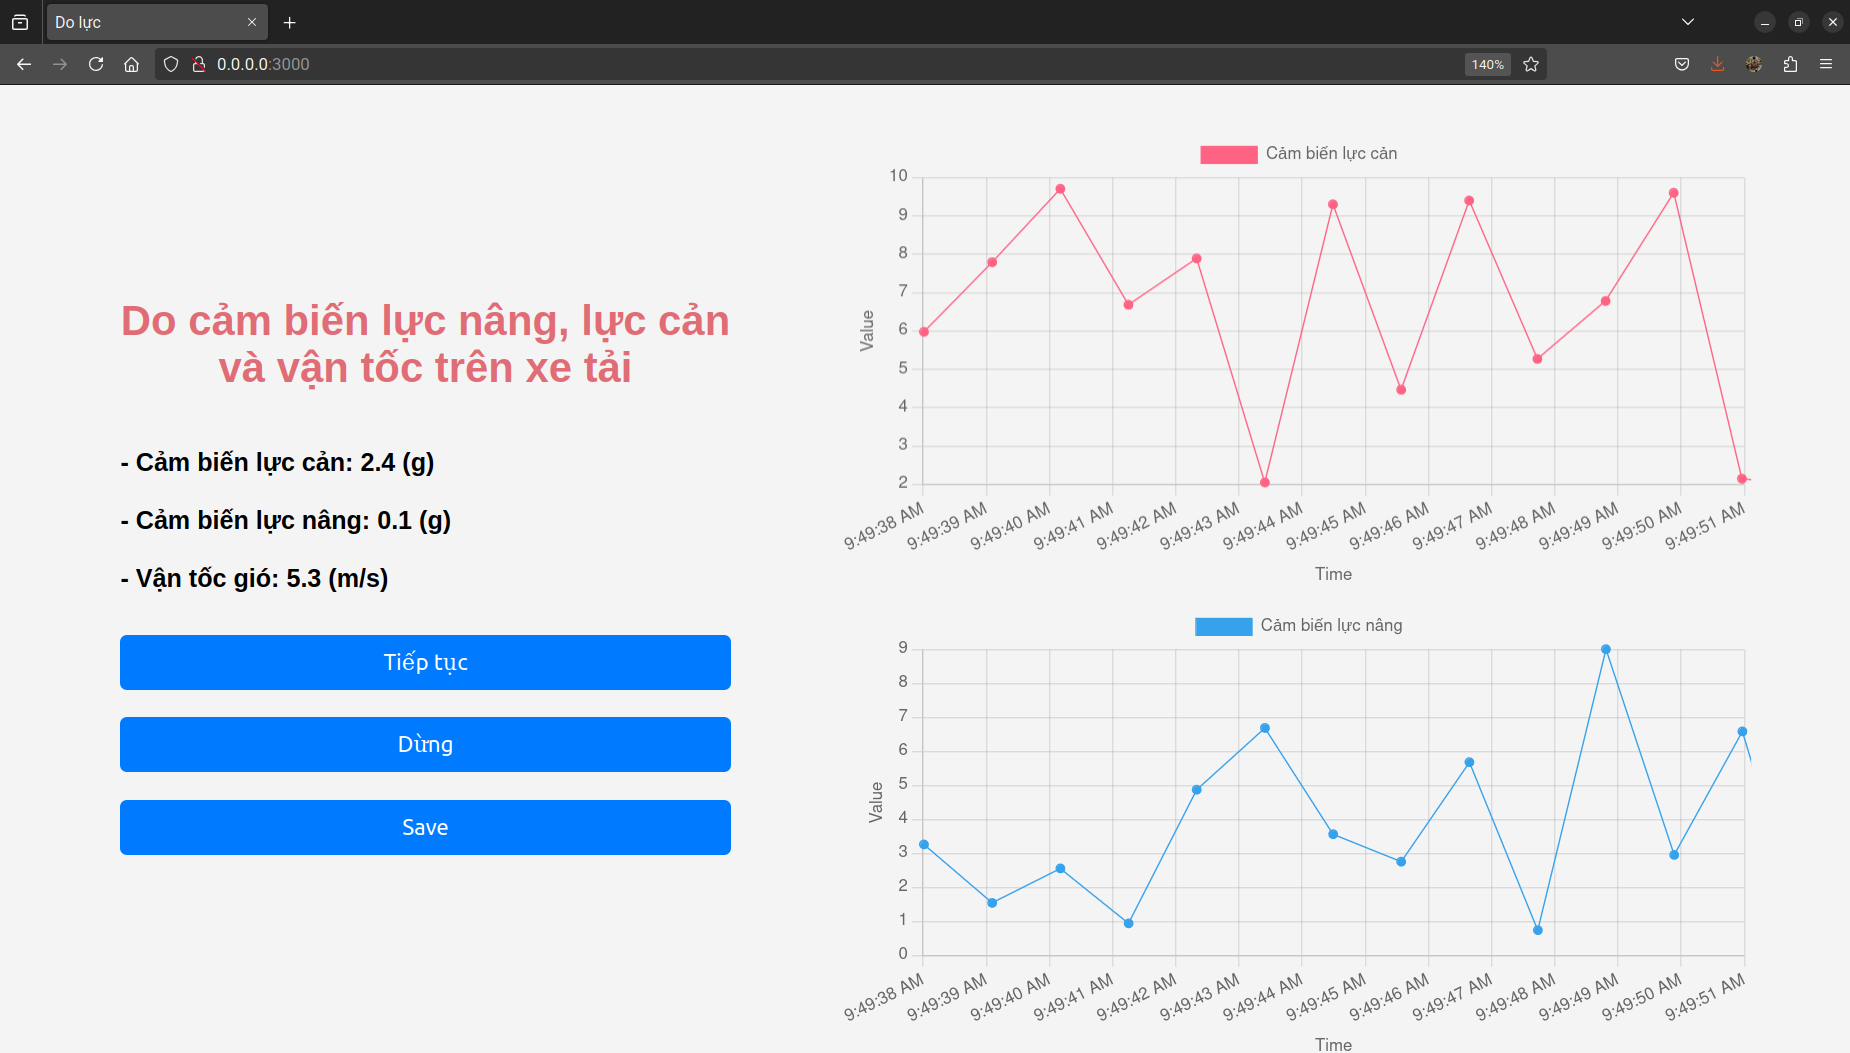 Do lực
0.0.0.0:3000
140%
Do cảm biến lực nâng, lực cản
và vận tốc trên xe tải
- Cảm biến lực cản: 2.4 (g)
- Cảm biến lực nâng: 0.1 (g)
- Vận tốc gió: 5.3 (m/s)
Tiếp tục
Dừng
Save
Cảm biến lực cản
10
9
8
7
6
5
4
3
2
Value
9:49:38 AM
9:49:39 AM
9:49:40 AM
9:49:41 AM
9:49:42 AM
9:49:43 AM
9:49:44 AM
9:49:45 AM
9:49:46 AM
9:49:47 AM
9:49:48 AM
9:49:49 AM
9:49:50 AM
9:49:51 AM
Time
Cảm biến lực nâng
9
8
7
6
5
4
3
2
1
0
Value
9:49:38 AM
9:49:39 AM
9:49:40 AM
9:49:41 AM
9:49:42 AM
9:49:43 AM
9:49:44 AM
9:49:45 AM
9:49:46 AM
9:49:47 AM
9:49:48 AM
9:49:49 AM
9:49:50 AM
9:49:51 AM
Time